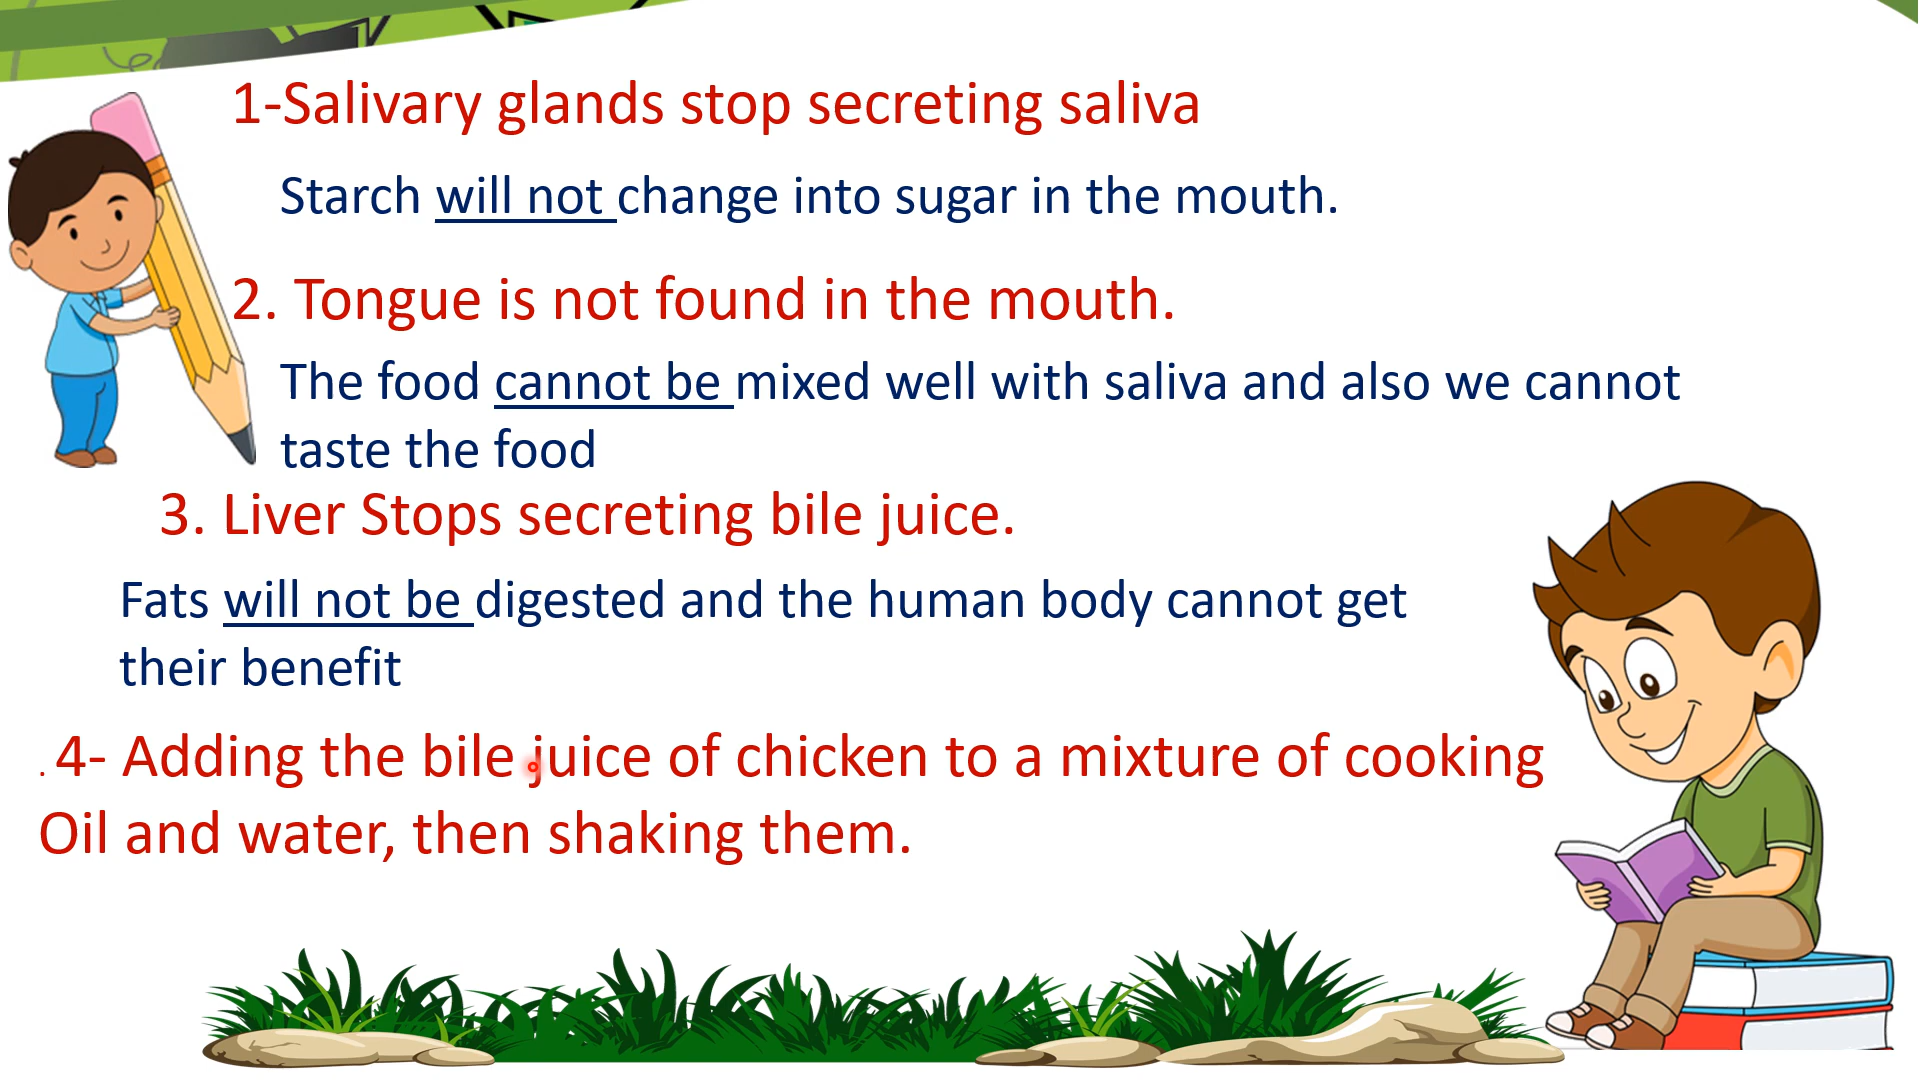 1-Salivary glands stop secreting saliva
Starch will not change into sugar in the mouth.
2. Tongue is not found in the mouth.
The food cannot be mixed well with saliva and also we cannot
taste the food
3. Liver Stops secreting bile juice.
Fats will not be digested and the human body cannot get
their benefit
. 4- Adding the bile juice of chicken to a mixture of cooking
Oil and water, then shaking them.